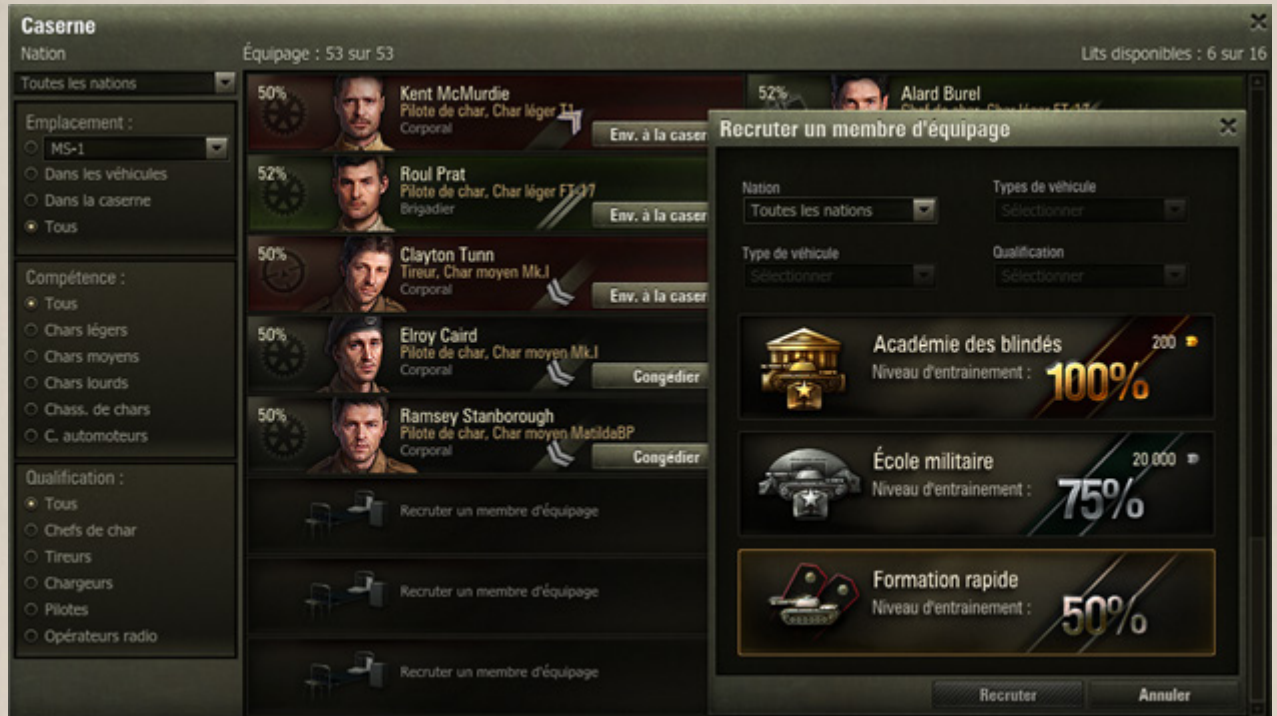 Caserne
Nation
Équipage : 53 sur 53
Lits disponibles : 6 sur 16
Toutes les nations
Emplacement :
MS-1
Dans les véhicules
Dans la caserne
Tous
Compétence :
Tous
Chars légers
Chars moyens
Chars lourds
Chass. de chars
C. automoteurs
Qualification :
Tous
Chefs de char
Tireurs
Chargeurs
Pilotes
Opérateurs radio
50%
Kent McMurdie
Pilote de char, Char léger T1
Corporal
Env. à la caser
52%
Roul Prat
Pilote de char, Char léger FT-17
Brigadier
Env. à la caser
50%
Clayton Tunn
Tireur, Char moyen Mk.I
Corporal
Env. à la caser
50%
Elroy Caird
Pilote de char, Char moyen Mk.I
Corporal
Congédier
50%
Ramsey Stanborough
Pilote de char, Char moyen MatildaBP
Corporal
Congédier
Recruter un membre d'équipage
Recruter un membre d'équipage
Recruter un membre d'équipage
52%
Alard Burel
Chef de char, Char léger FT-17
Recruter un membre d'équipage
Nation
Toutes les nations
Types de véhicule
Sélectionner
Type de véhicule
Sélectionner
Qualification
Sélectionner
Académie des blindés
200
Niveau d'entrainement :
100%
École militaire
20 000
Niveau d'entrainement :
75%
Formation rapide
Niveau d'entrainement :
50%
Recruter
Annuler